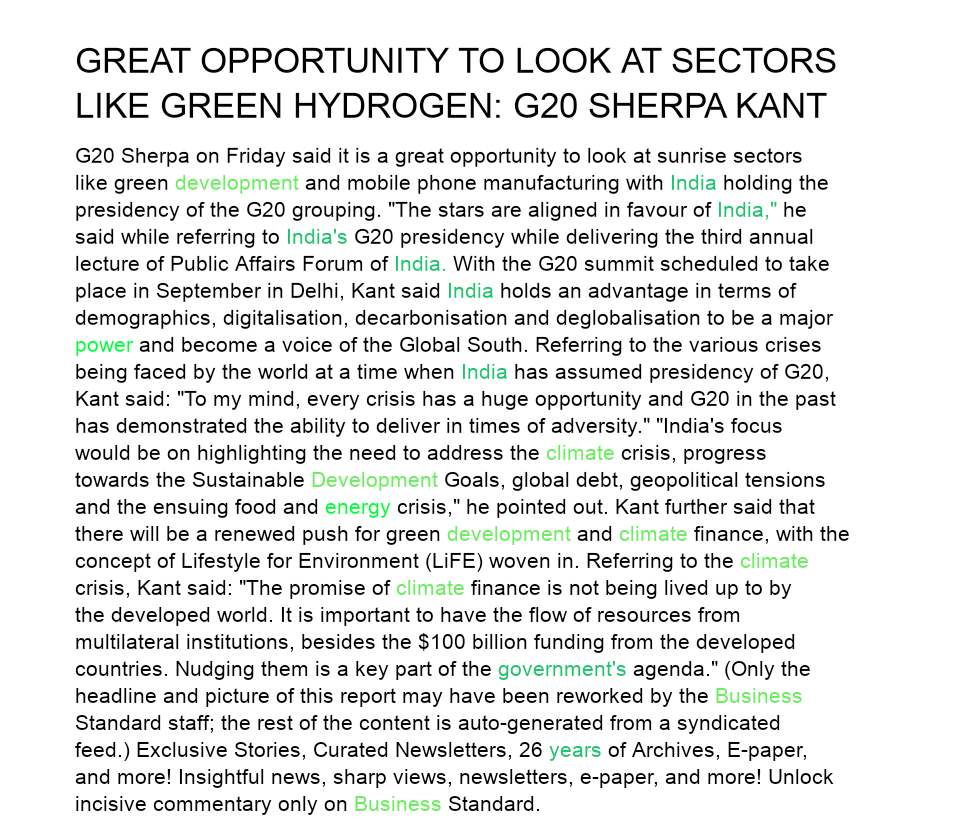 GREAT OPPORTUNITY TO LOOK AT SECTORS
LIKE GREEN HYDROGEN: G20 SHERPA KANT
G20 Sherpa on Friday said it is a great opportunity to look at sunrise sectors
like green development and mobile phone manufacturing with India holding the
presidency of the G20 grouping. "The stars are aligned in favour of India," he
said while referring to India's G20 presidency while delivering the third annual
lecture of Public Affairs Forum of India. With the G20 summit scheduled to take
place in September in Delhi, Kant said India holds an advantage in terms of
demographics, digitalisation, decarbonisation and deglobalisation to be a major
power and become a voice of the Global South. Referring to the various crises
being faced by the world at a time when India has assumed presidency of G20,
Kant said: "To my mind, every crisis has a huge opportunity and G20 in the past
has demonstrated the ability to deliver in times of adversity." "India's focus
would be on highlighting the need to address the climate crisis, progress
towards the Sustainable Development Goals, global debt, geopolitical tensions
and the ensuing food and energy crisis," he pointed out. Kant further said that
there will be a renewed push for green development and climate finance, with the
concept of Lifestyle for Environment (LiFE) woven in. Referring to the climate
crisis, Kant said: "The promise of climate finance is not being lived up to by
the developed world. It is important to have the flow of resources from
multilateral institutions, besides the $100 billion funding from the developed
countries. Nudging them is a key part of the government's agenda." (Only the
headline and picture of this report may have been reworked by the Business
Standard staff; the rest of the content is auto-generated from a syndicated
feed.) Exclusive Stories, Curated Newsletters, 26 years of Archives, E-paper,
and more! Insightful news, sharp views, newsletters, e-paper, and more! Unlock
incisive commentary only on Business Standard.